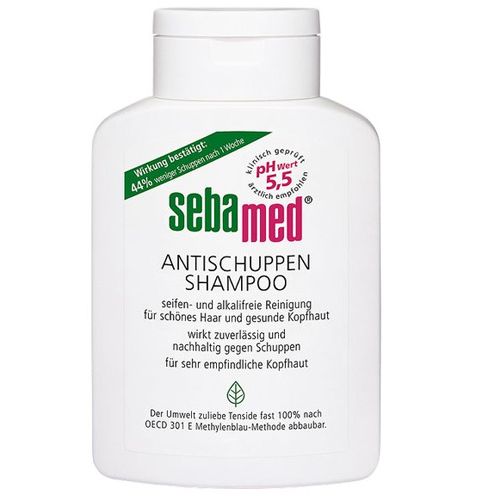 Wirkung bestätigt:
44% weniger Schuppen nach 1 Woche
klinisch geprüft
pH Wert
5,5
ärztlich empfohlen
sebamed®
ANTISCHUPPEN
SHAMPOO
seifen- und alkalifreie Reinigung
für schönes Haar und gesunde Kopfhaut
wirkt zuverlässig und
nachhaltig gegen Schuppen
für sehr empfindliche Kopfhaut
Der Umwelt zuliebe Tenside fast 100% nach
OECD 301 E Methylenblau-Methode abbaubar.